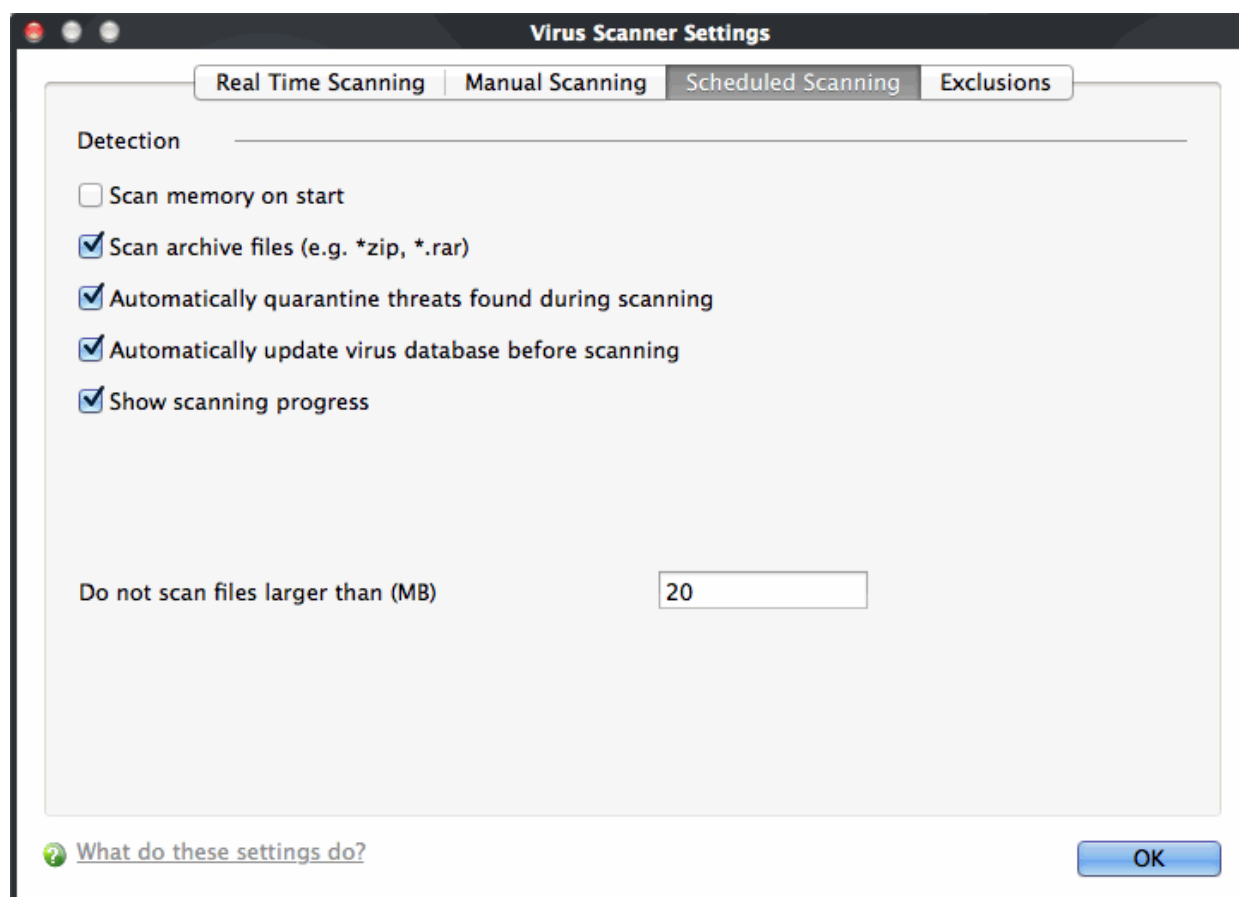 Virus Scanner Settings
Real Time Scanning Manual Scanning Scheduled Scanning Exclusions
Detection
Scan memory on start
Scan archive files (e.g. *zip, *.rar)
Automatically quarantine threats found during scanning
Automatically update virus database before scanning
Show scanning progress
Do not scan files larger than (MB) 20
What do these settings do?
OK